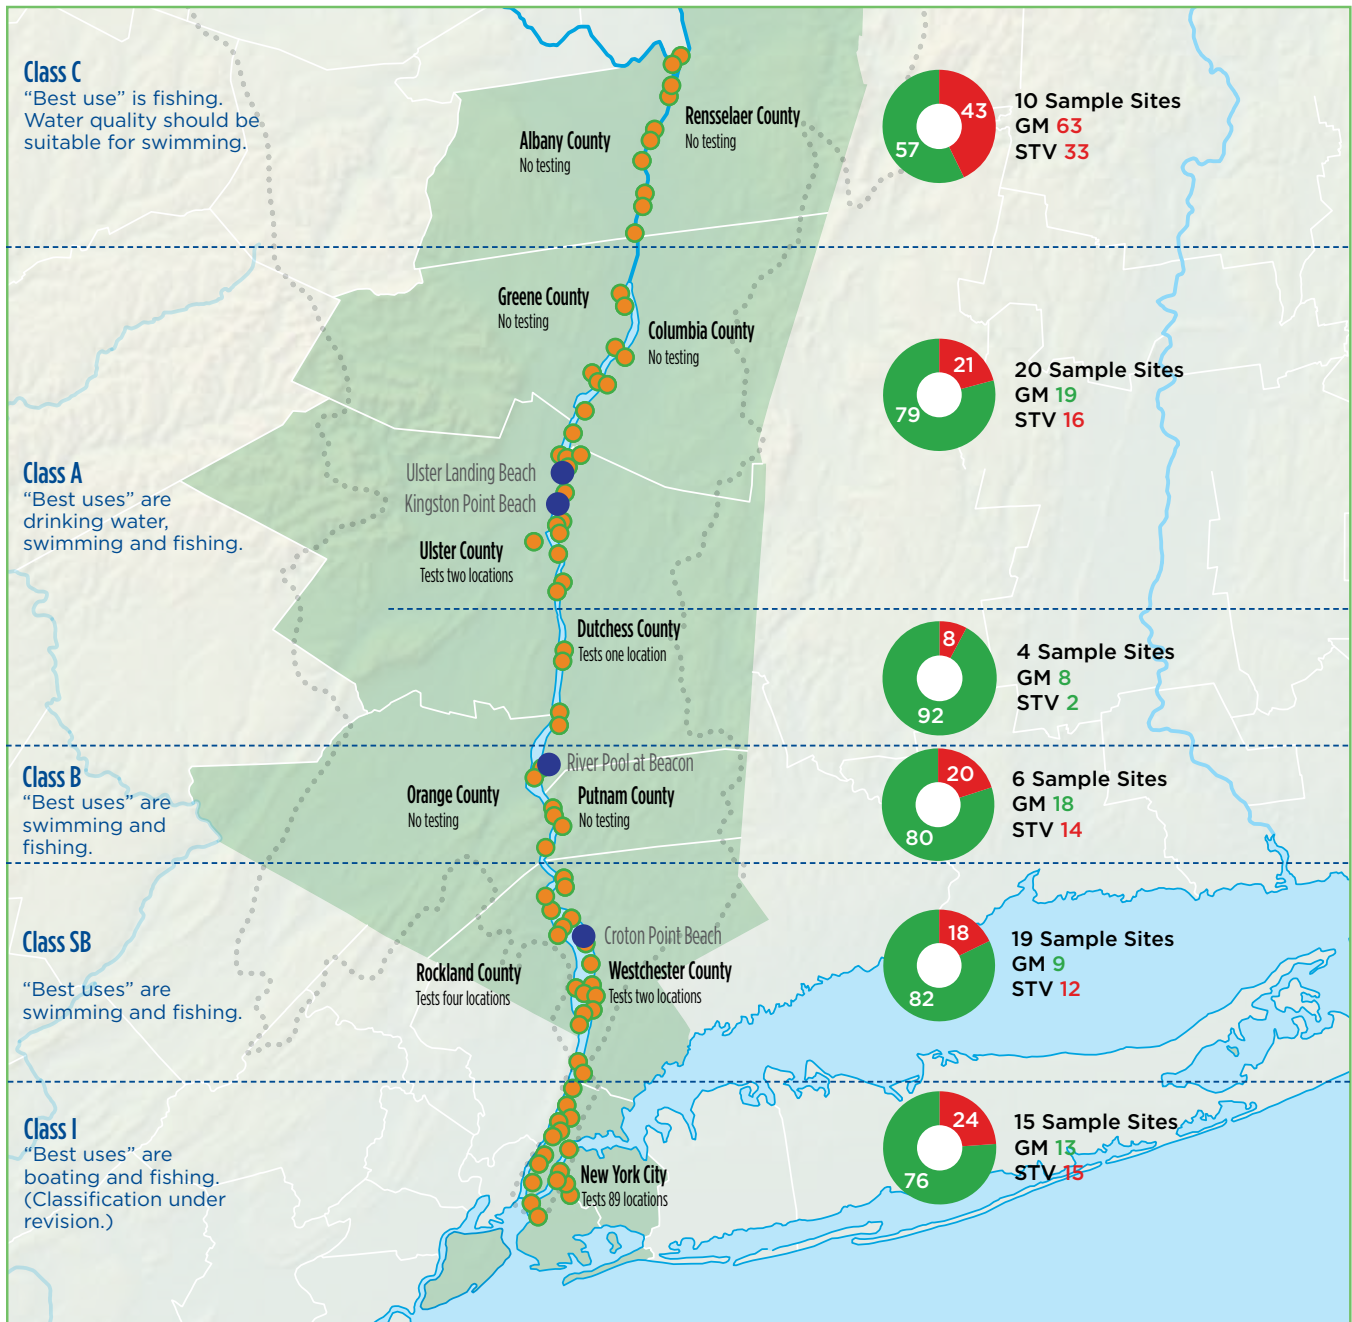 Class C
“Best use” is fishing.
Water quality should be
suitable for swimming.
Albany County
No testing
Rensselaer County
No testing
43
57
10 Sample Sites
GM 63
STV 33
Greene County
No testing
Columbia County
No testing
21
79
20 Sample Sites
GM 19
STV 16
Class A
“Best uses” are
drinking water,
swimming and fishing.
Ulster Landing Beach
Kingston Point Beach
Ulster County
Tests two locations
Dutchess County
Tests one location
8
92
4 Sample Sites
GM 8
STV 2
Class B
“Best uses” are
swimming and
fishing.
River Pool at Beacon
Orange County
No testing
Putnam County
No testing
20
80
6 Sample Sites
GM 18
STV 14
Class SB
“Best uses” are
swimming and fishing.
Croton Point Beach
Rockland County
Tests four locations
Westchester County
Tests two locations
18
82
19 Sample Sites
GM 9
STV 12
Class I
“Best uses” are
boating and fishing.
(Classification under
revision.)
New York City
Tests 89 locations
24
76
15 Sample Sites
GM 13
STV 15